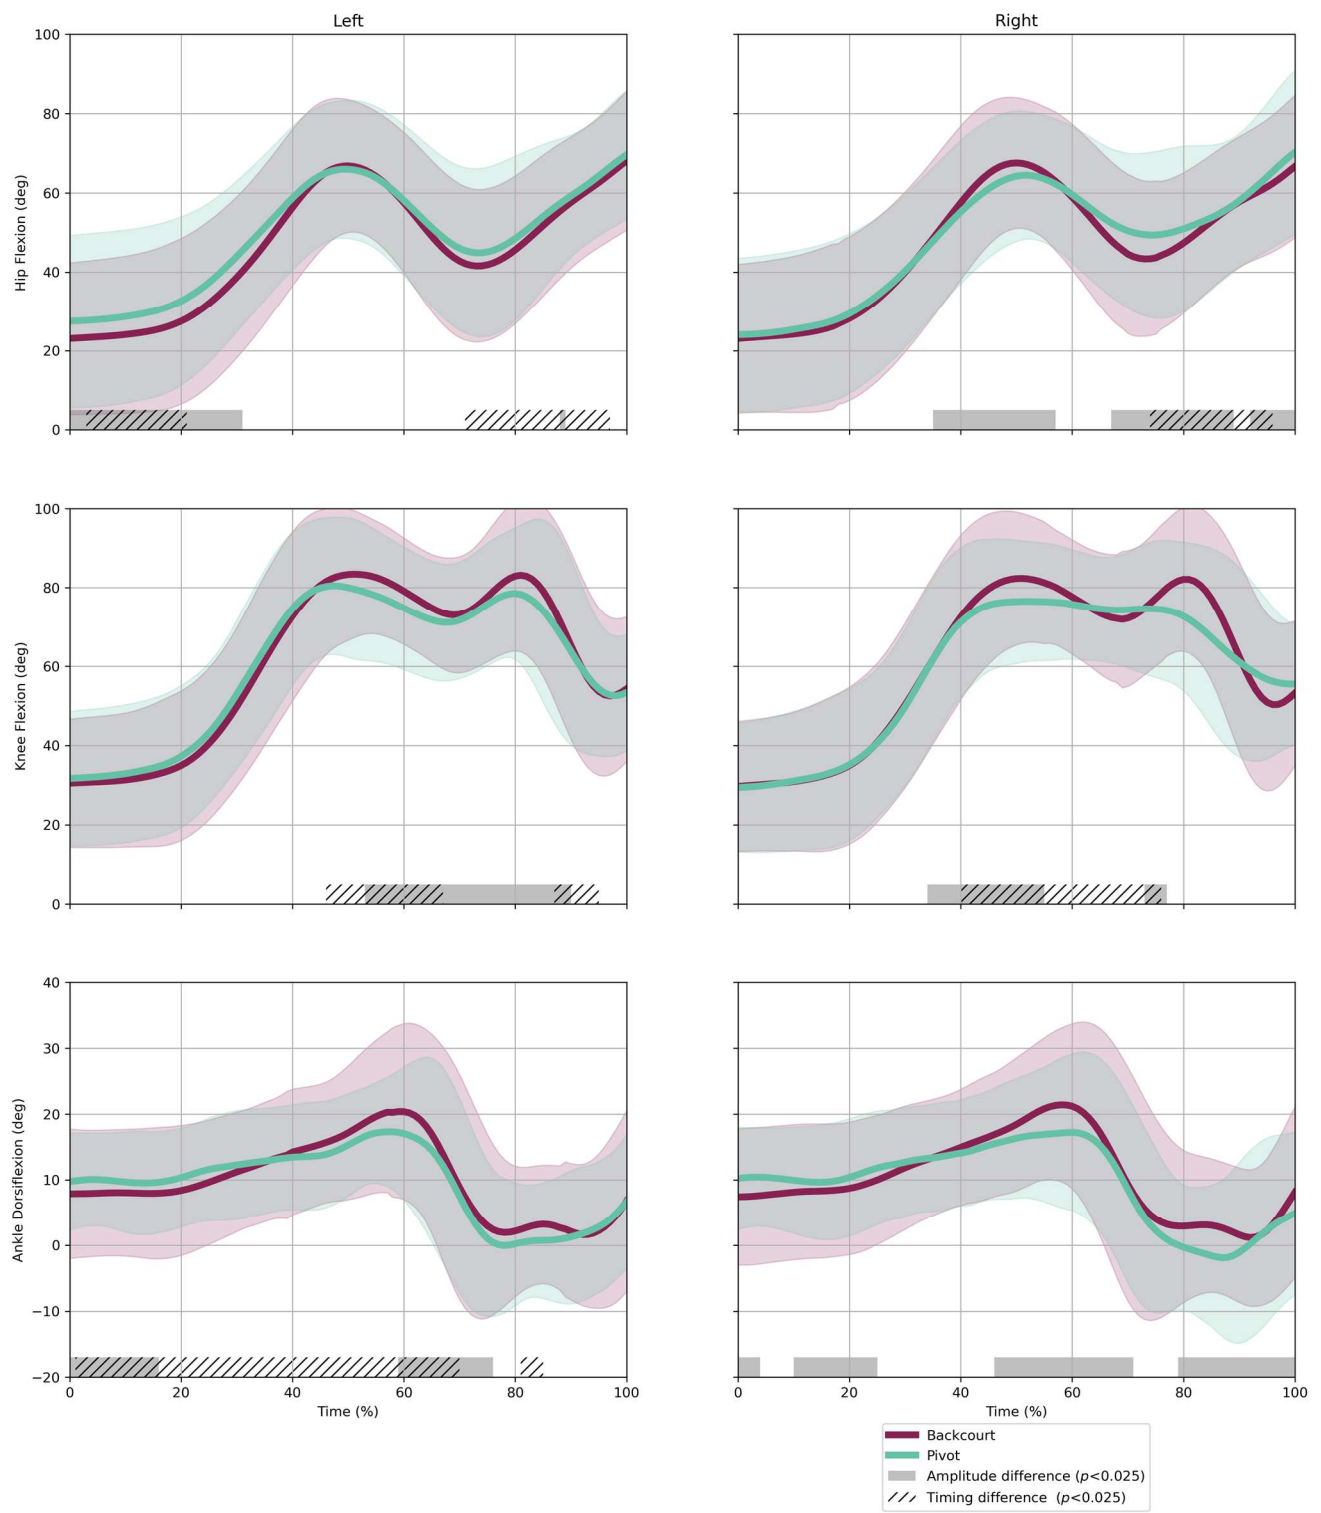 Left
Right
100
80
60
40
20
0
Hip Flexion (deg)
100
80
60
40
20
0
Knee Flexion (deg)
40
30
20
10
0
−10
−20
Ankle Dorsiflexion (deg)
0 20 40 60 80 100
0 20 40 60 80 100
Time (%)
Time (%)
Backcourt
Pivot
Amplitude difference (p<0.025)
Timing difference (p<0.025)